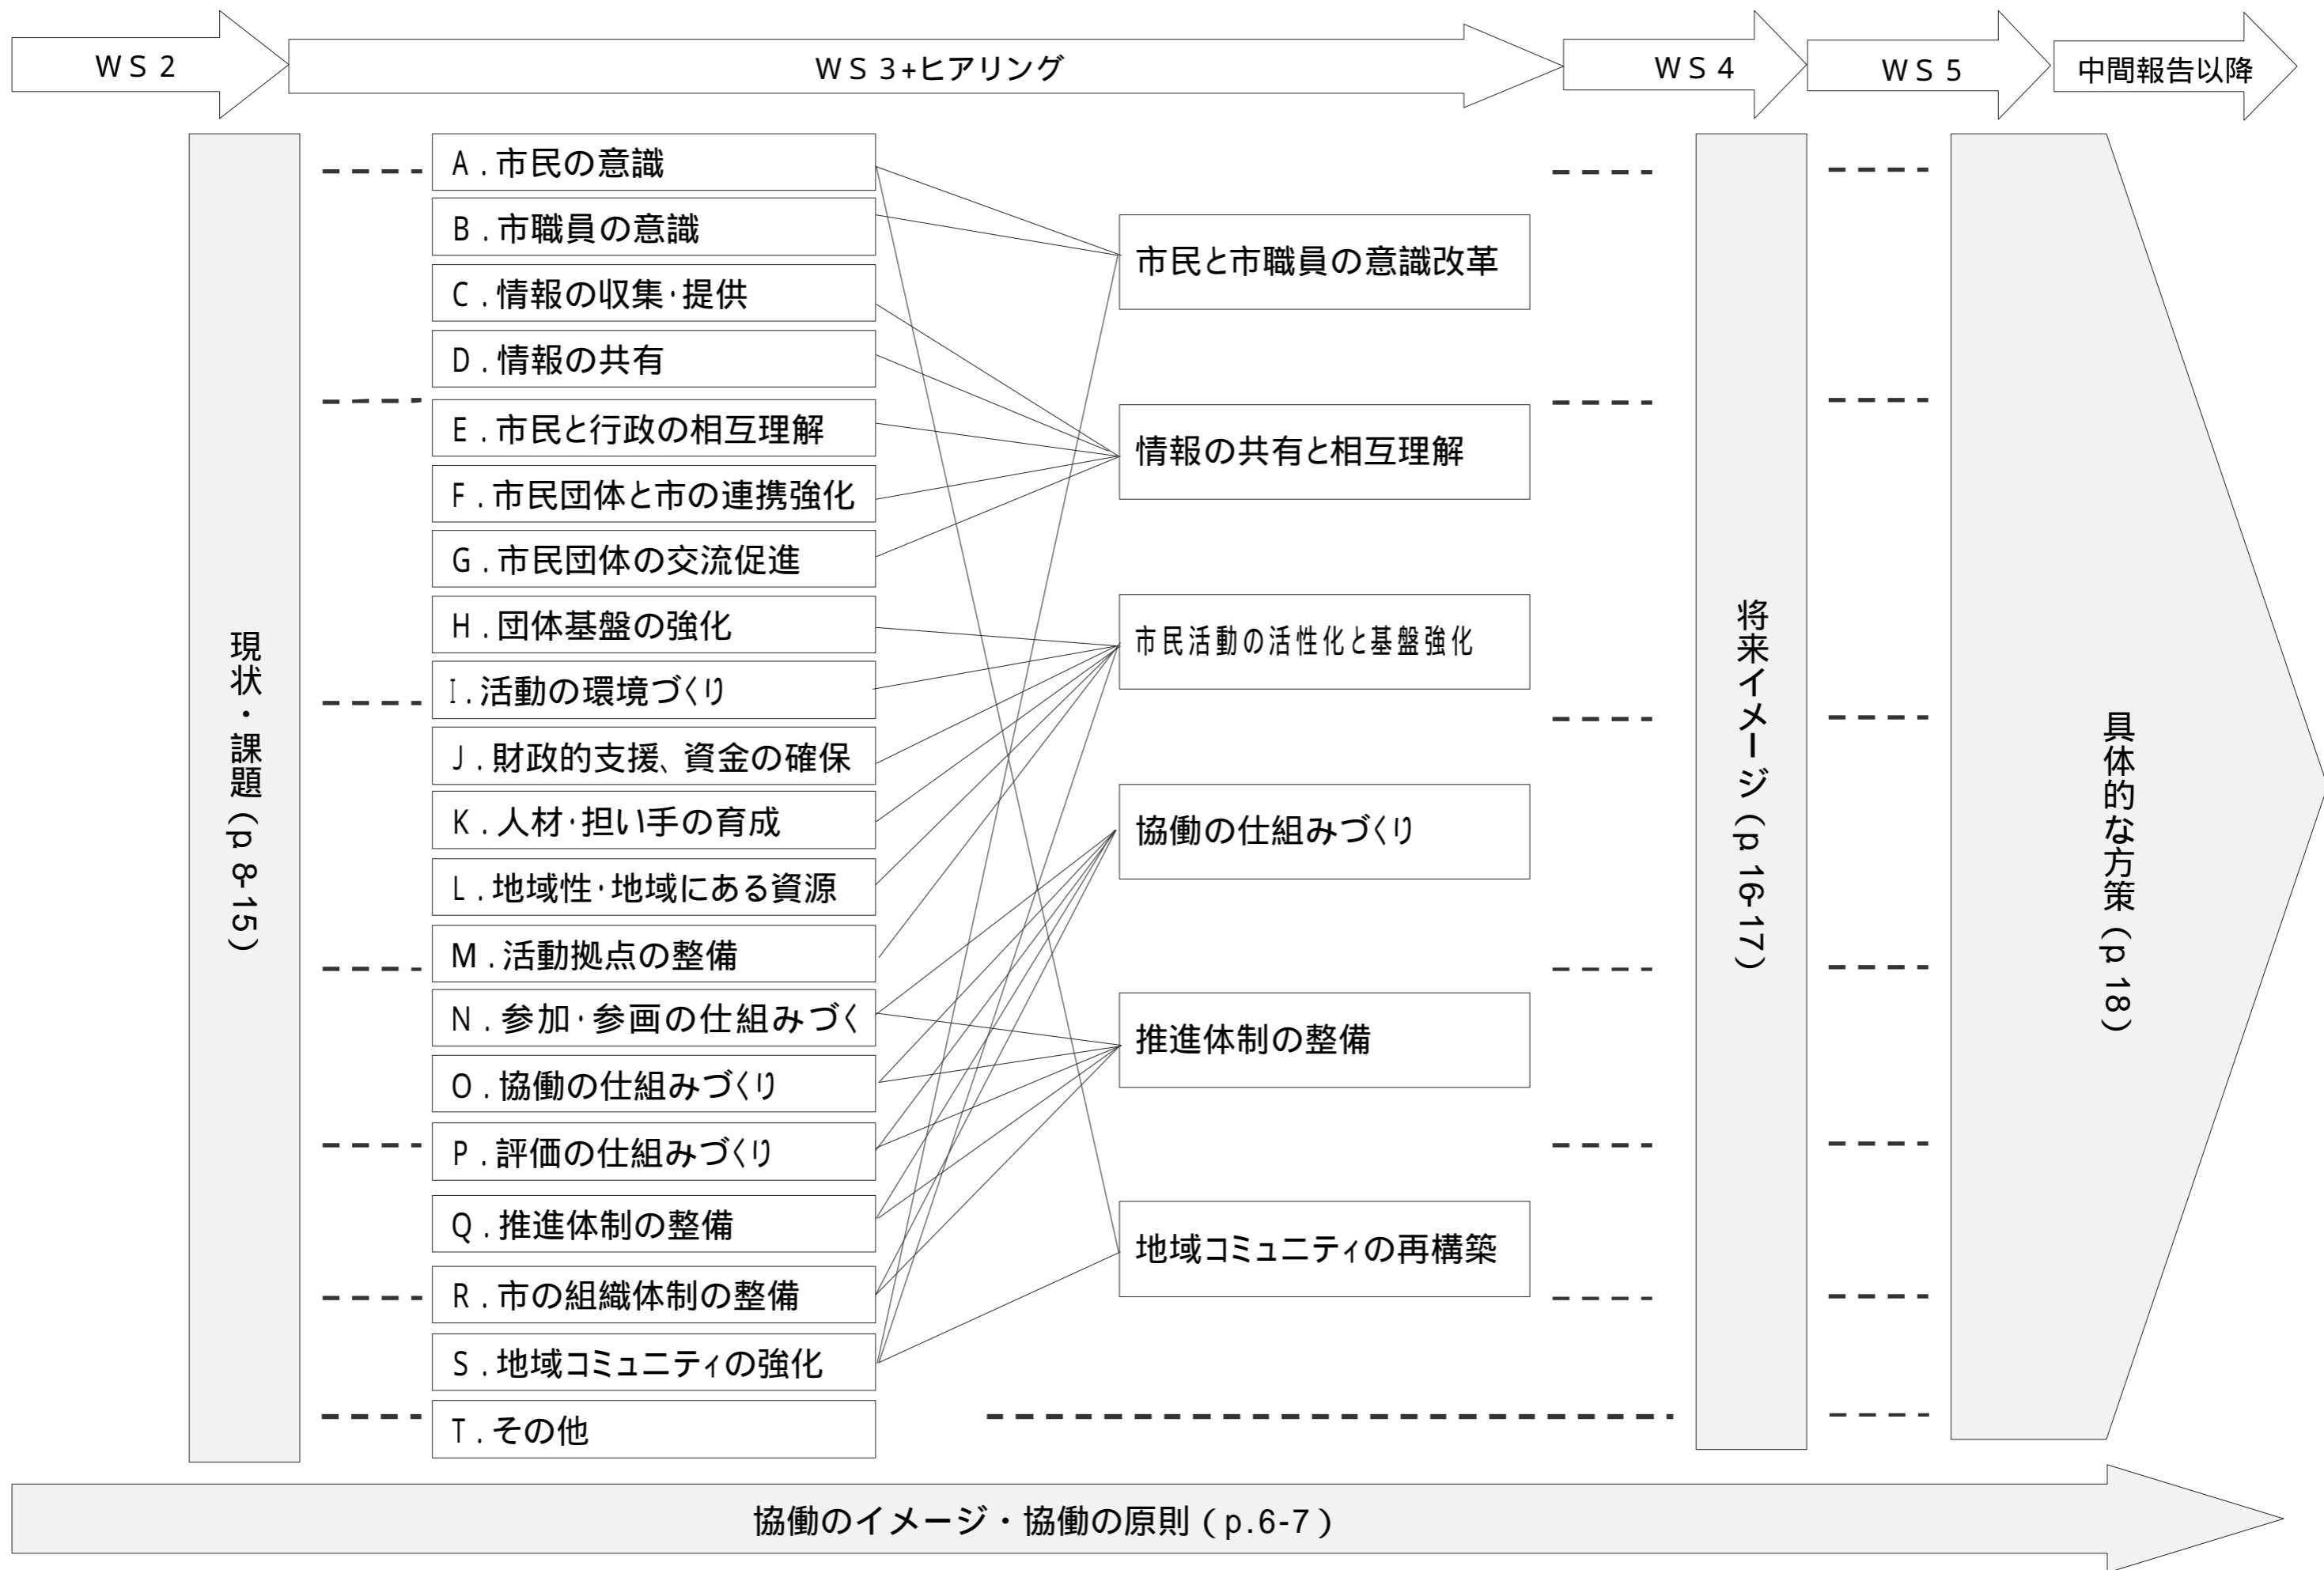 WS2
WS3+ヒアリング
WS4
WS5
中間報告以降
現状・課題(p8-15)
A.市民の意識
B.市職員の意識
C.情報の収集・提供
D.情報の共有
E.市民と行政の相互理解
F.市民団体と市の連携強化
G.市民団体の交流促進
H.団体基盤の強化
I.活動の環境づくり
J.財政的支援、資金の確保
K.人材・担い手の育成
L.地域性・地域にある資源
M.活動拠点の整備
N.参加・参画の仕組みづく
O.協働の仕組みづくり
P.評価の仕組みづくり
Q.推進体制の整備
R.市の組織体制の整備
S.地域コミュニティの強化
T.その他
市民と市職員の意識改革
情報の共有と相互理解
市民活動の活性化と基盤強化
協働の仕組みづくり
推進体制の整備
地域コミュニティの再構築
将来イメージ(p.16-17)
具体的な方策(p.18)
協働のイメージ・協働の原則(p.6-7)